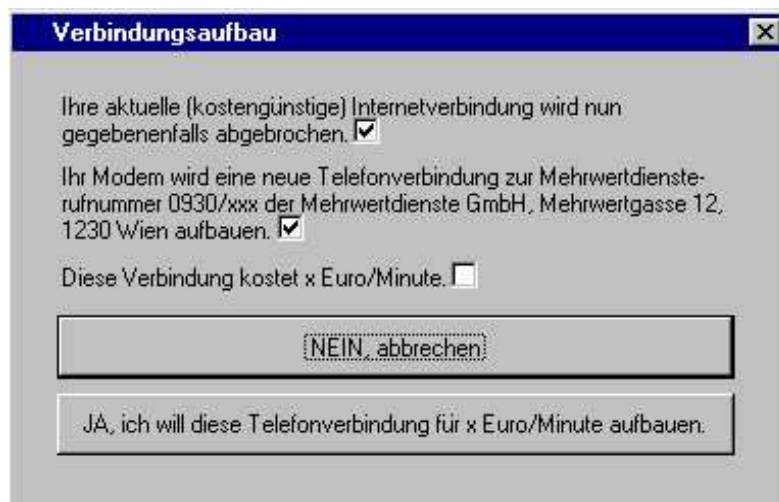 Verbindungsaufbau
Ihre aktuelle (kostengünstige) Internetverbindung wird nun
gegebenenfalls abgebrochen.
Ihr Modem wird eine neue Telefonverbindung zur Mehrwertdienste-
rufnummer 0930/xxx der Mehrwertdienste GmbH, Mehrwertgasse 12,
1230 Wien aufbauen.
Diese Verbindung kostet x Euro/Minute.
NEIN, abbrechen
JA, ich will diese Telefonverbindung für x Euro/Minute aufbauen.